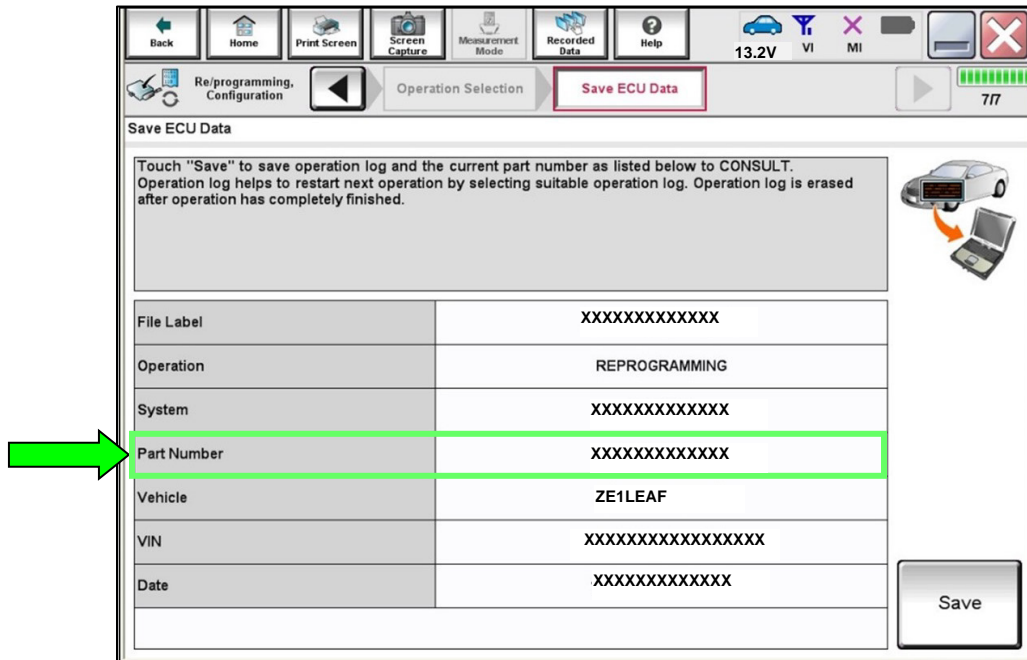 Back
Home
Print Screen
Screen Capture
Measurement Mode
Recorded Data
Help
13.2V
VI
MI
Re/programming, Configuration
Operation Selection
Save ECU Data
7/7
Save ECU Data
Touch "Save" to save operation log and the current part number as listed below to CONSULT.
Operation log helps to restart next operation by selecting suitable operation log. Operation log is erased
after operation has completely finished.
File Label XXXXXXXXXXXXX
Operation REPROGRAMMING
System XXXXXXXXXXXXX
Part Number XXXXXXXXXXXXX
Vehicle ZE1LEAF
VIN XXXXXXXXXXXXXXXXX
Date XXXXXXXXXXXXX
Save